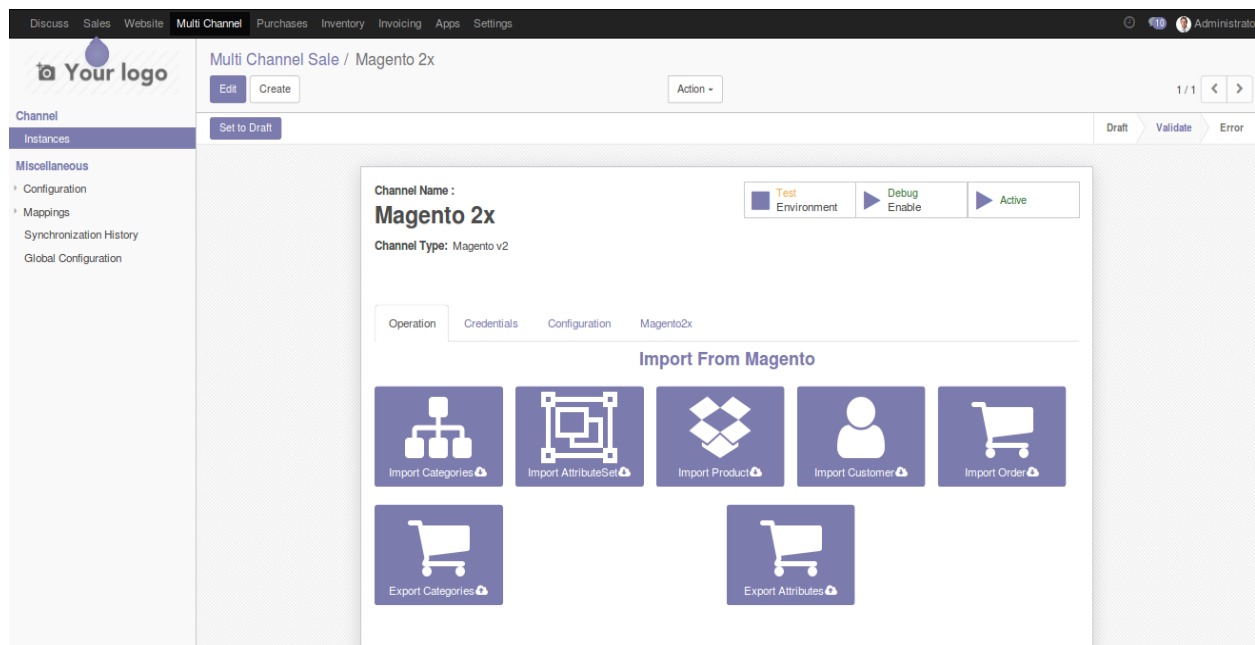 Discuss Sales Website Multi Channel Purchases Inventory Invoicing Apps Settings 10 Administrato
Your logo
Multi Channel Sale / Magento 2x
Edit Create Action 1 / 1
Channel
Instances
Set to Draft Draft Validate Error
Miscellaneous
Configuration
Mappings
Synchronization History
Global Configuration
Channel Name :
Magento 2x
Channel Type: Magento v2
Test Environment
Debug Enable
Active
Operation Credentials Configuration Magento2x
Import From Magento
Import Categories Import AttributeSet Import Product Import Customer Import Order
Export Categories Export Attributes